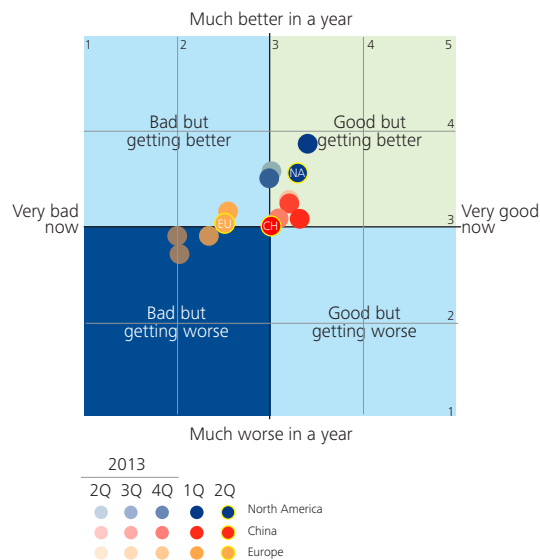 Much better in a year
1 2 3 4 5
Bad but
getting better
Good but
getting better
4
NA
Very bad
now
EU
CH
3
Very good
now
Bad but
getting worse
Good but
getting worse
2
1
Much worse in a year
2013
2Q 3Q 4Q 1Q 2Q
North America
China
Europe